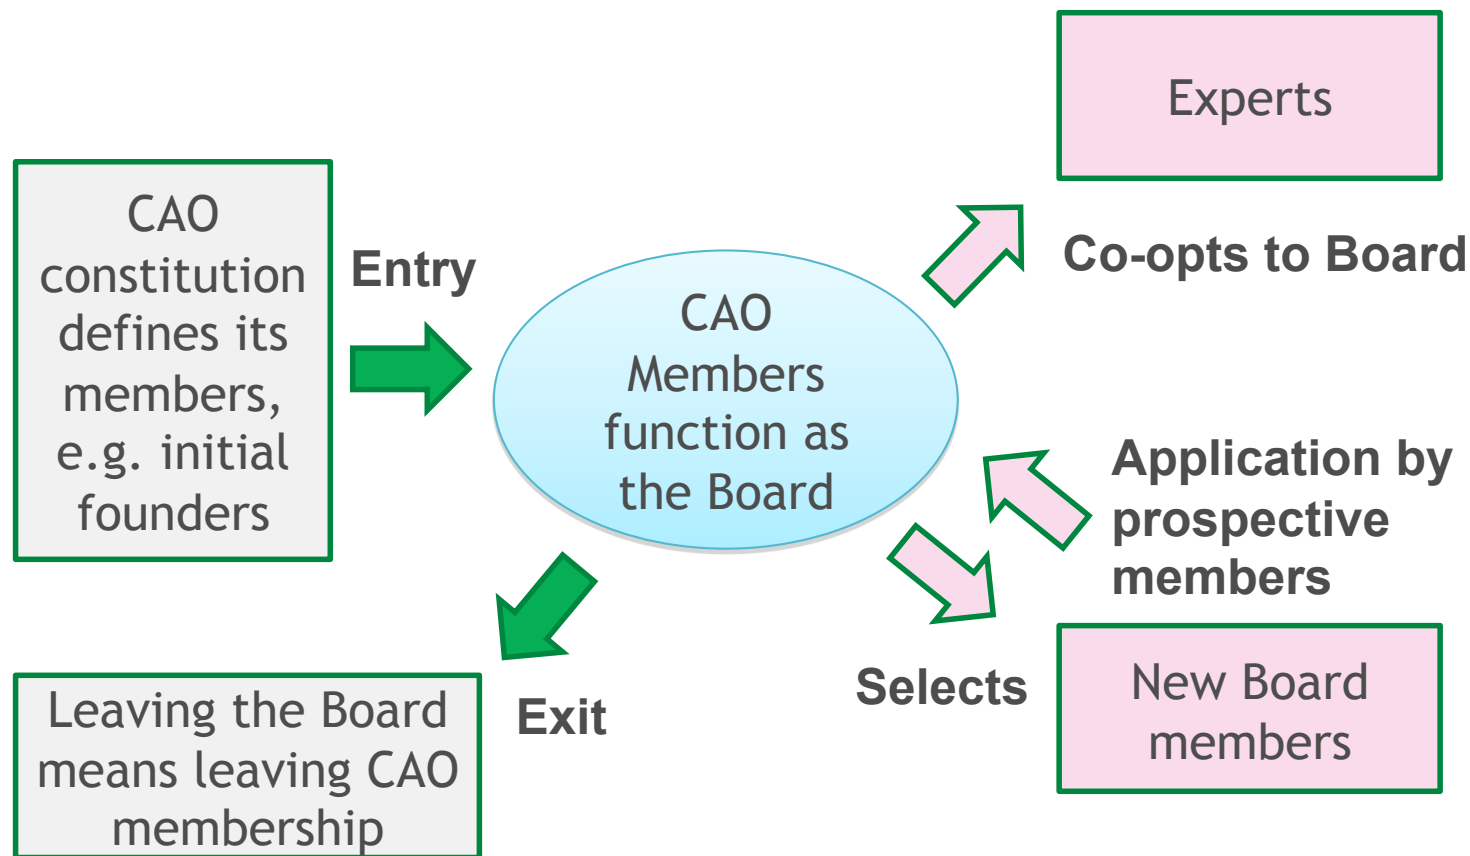 Experts
CAO
constitution
defines its
members,
e.g. initial
founders
Entry
Co-opts to Board
CAO
Members
function as
the Board
Application by
prospective
members
Selects
New Board
members
Exit
Leaving the Board
means leaving CAO
membership